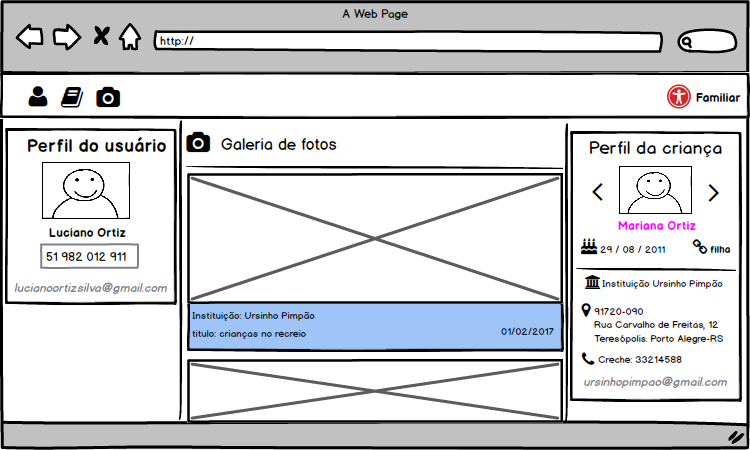 A Web Page
http://
Familiar
Perfil do usuário
Luciano Ortiz
51 982 012 911
lucianoortizsilva@gmail.com
Galeria de fotos
Instituição: Ursinho Pimpão
titulo: crianças no recreio
01/02/2017
Perfil da criança
Mariana Ortiz
29 / 08 / 2011
filha
Instituição Ursinho Pimpão
91720-090
Rua Carvalho de Freitas, 12
Teresópolis. Porto Alegre-RS
Creche: 33214588
ursinhopimpao@gmail.com